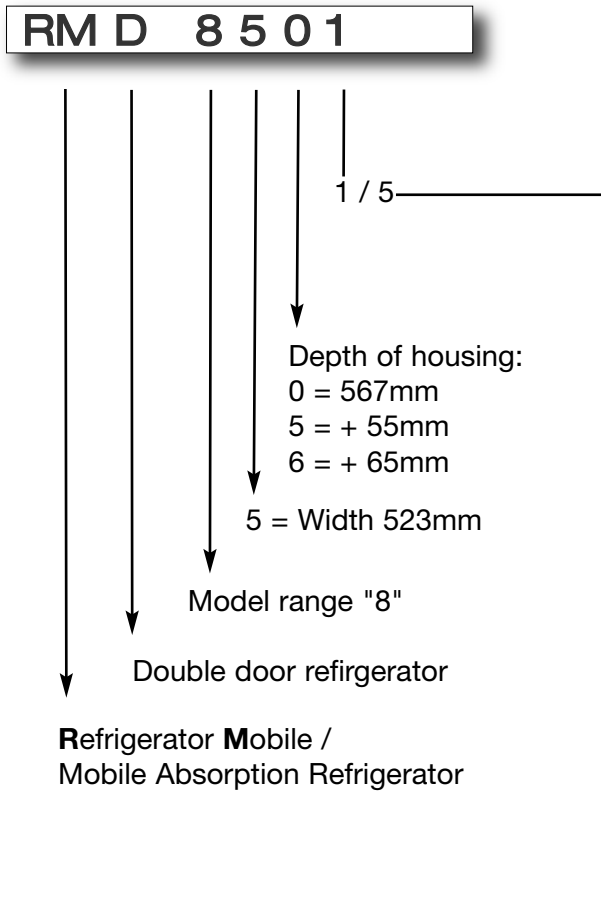 RM D 8 5 0 1
1 / 5
Depth of housing:
0 = 567mm
5 = + 55mm
6 = + 65mm
5 = Width 523mm
Model range "8"
Double door refirgerator
Refrigerator Mobile /
Mobile Absorption Refrigerator